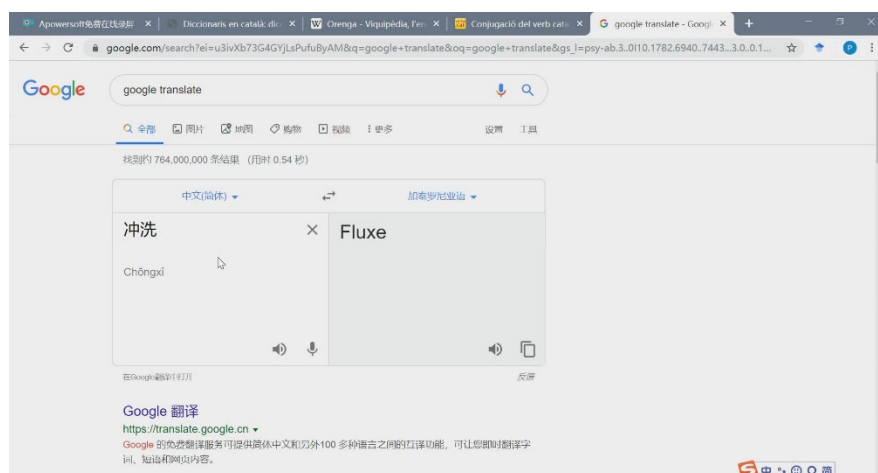 Apowersoft免费在线录屏
Diccionaris en català: dic
Orenga - Viquipèdia, l'en
Conjugació del verb cata
google translate - Googl
google.com/search?ei=u3ivXb73G4GYjLsPufuByAM&q=google+translate&oq=google+translate&gs_l=psy-ab.3..0l10.1782.6940..7443...3.0..0.1...
P
Google
google translate
全部 图片 地图 购物 视频 更多 设置 工具
找到约 764,000,000 条结果 （用时 0.54 秒）
中文(简体) 加泰罗尼亚语
冲洗 Fluxe
Chōngxǐ
在Google翻译中打开 反馈
Google 翻译
https://translate.google.cn
Google 的免费翻译服务可提供简体中文和另外100 多种语言之间的互译功能，可让您即时翻译字
词、短语和网页内容。
中 简